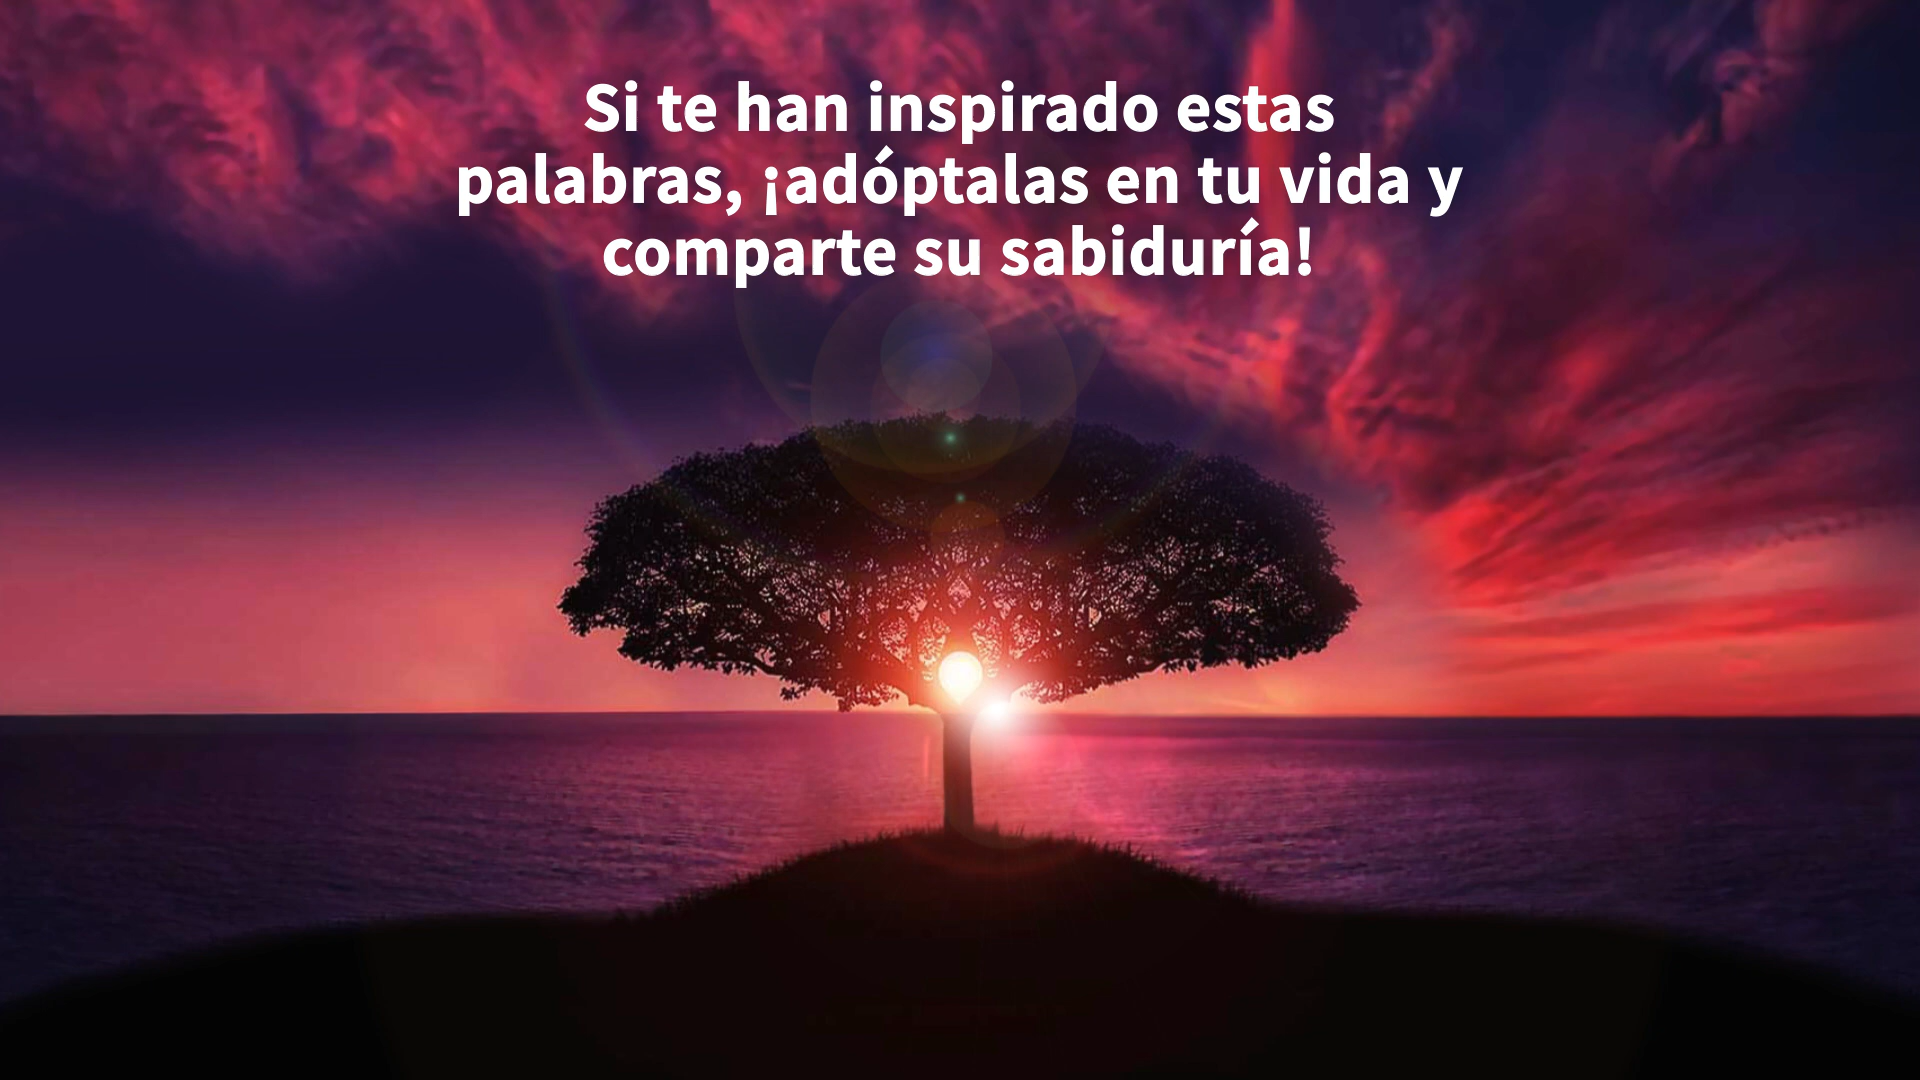 Si te han inspirado estas
palabras, ¡adóptalas en tu vida y
comparte su sabiduría!